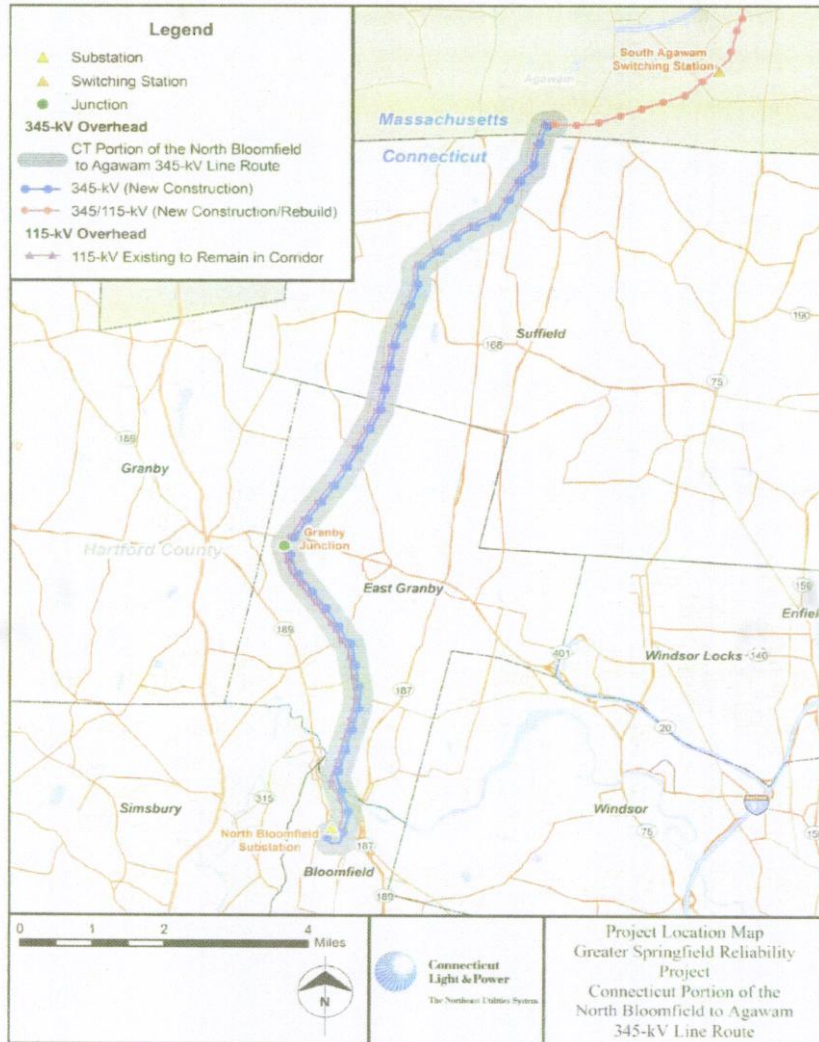 Legend
Substation
Switching Station
Junction
345-kV Overhead
CT Portion of the North Bloomfield
to Agawam 345-kV Line Route
345-kV (New Construction)
345/115-kV (New Construction/Rebuild)
115-kV Overhead
115-kV Existing to Remain in Corridor
South Agawam
Switching Station
Agawam
Massachusetts
Connecticut
190
Suffield
168
75
189
Granby
Hartford County
Granby
Junction
East Granby
159
Enfield
189
Windsor Locks
140
401
187
20
Simsbury
315
Windsor
North Bloomfield
Substation
187
75
159
Bloomfield
189
0 1 2 4
Miles
N
Connecticut
Light & Power
The Northeast Utilities System
Project Location Map
Greater Springfield Reliability
Project
Connecticut Portion of the
North Bloomfield to Agawam
345-kV Line Route